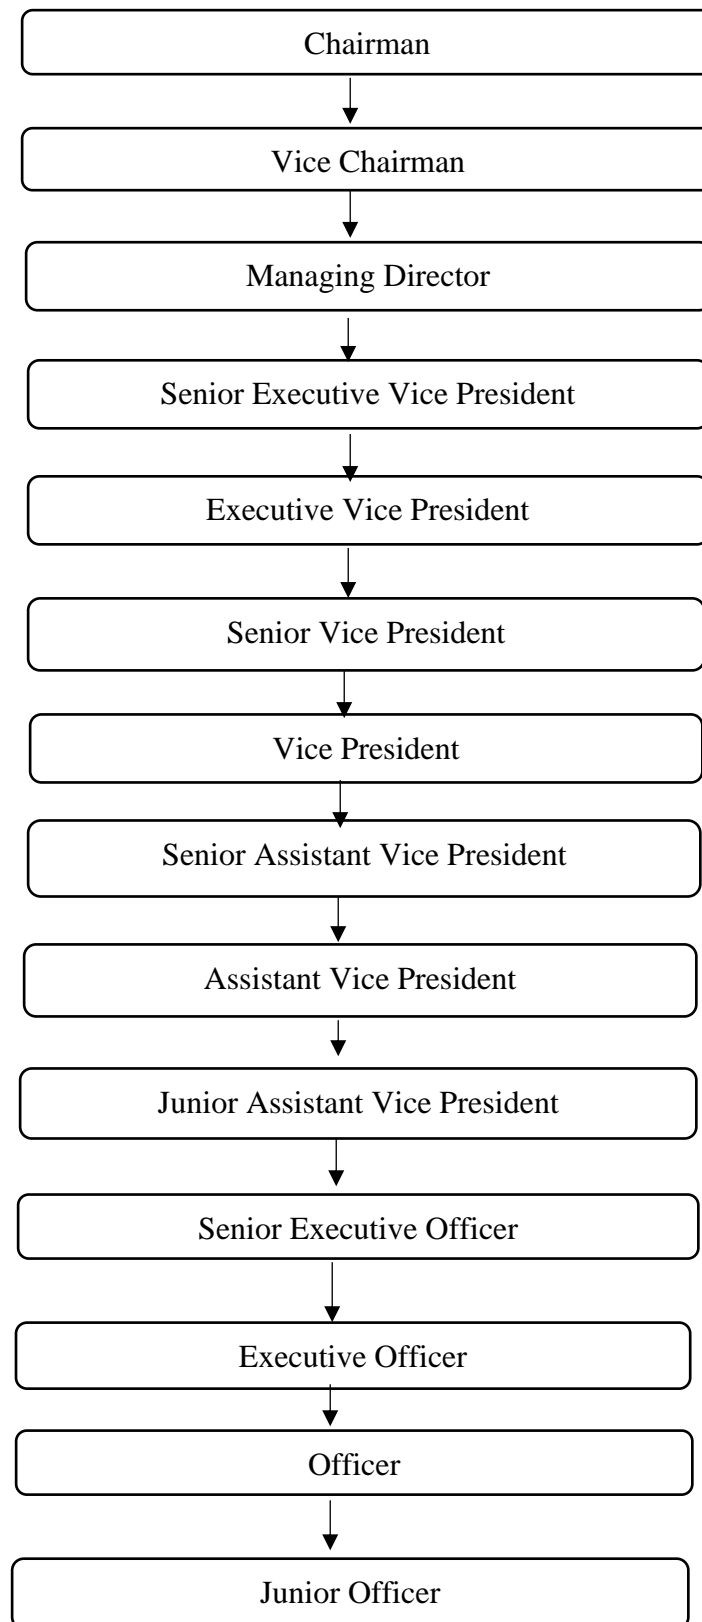 Chairman
Vice Chairman
Managing Director
Senior Executive Vice President
Executive Vice President
Senior Vice President
Vice President
Senior Assistant Vice President
Assistant Vice President
Junior Assistant Vice President
Senior Executive Officer
Executive Officer
Officer
Junior Officer